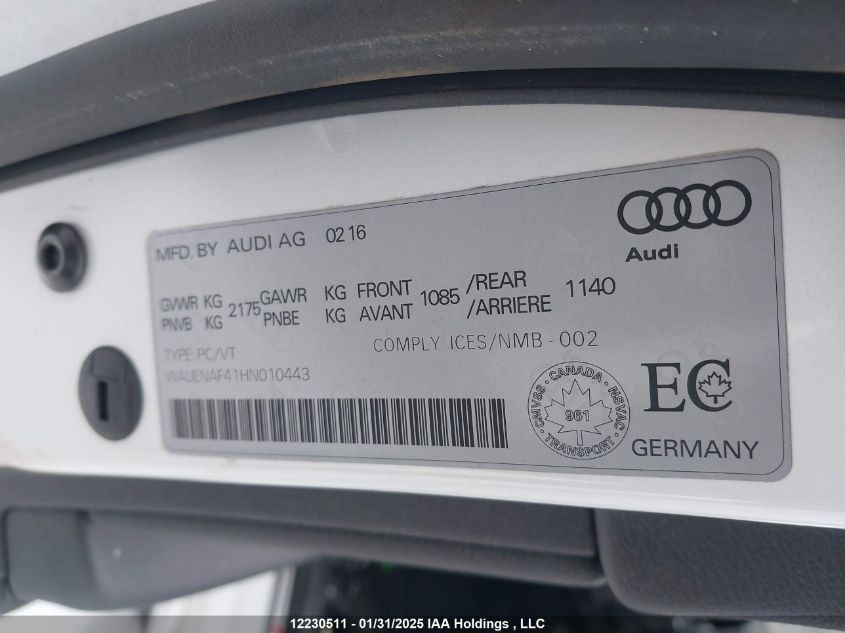 MFD. BY AUDI AG 0216
Audi
GVWR KG 2175 GAWR KG FRONT 1085 /REAR 1140
PNVB KG PNBE KG AVANT /ARRIERE
COMPLY: ICES/NMB-002
TYPE: PC/VT
WAUENAF41HN010443
CMVSS · CANADA · NSVAC · TRANSPORT ·
961
EC
GERMANY
12230511 - 01/31/2025 IAA Holdings , LLC